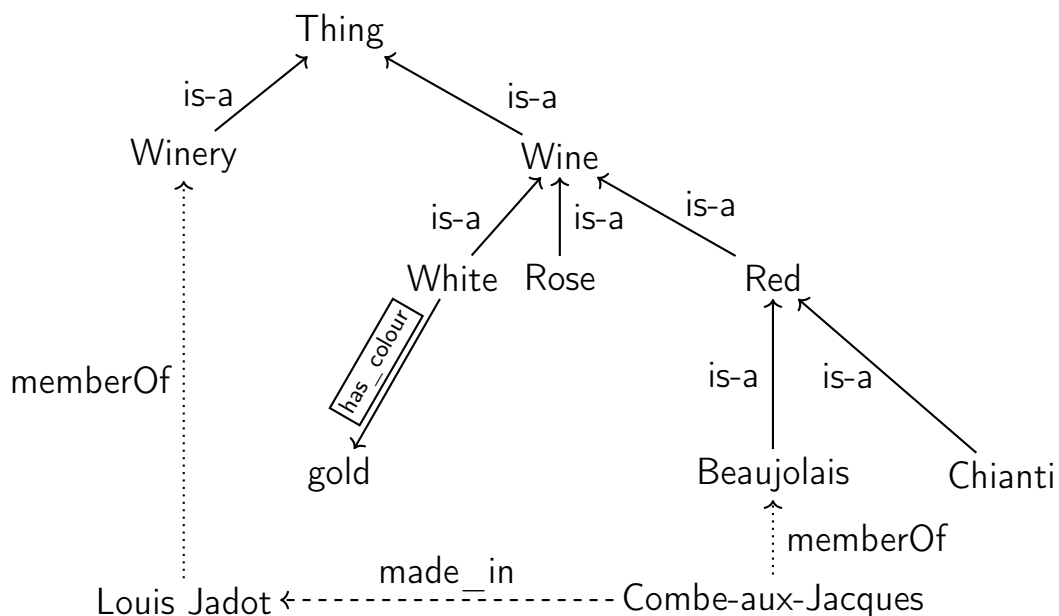 Thing
is-a
is-a
Winery
Wine
is-a
is-a
is-a
White
Rose
Red
has_colour
memberOf
is-a
is-a
gold
Beaujolais
Chianti
memberOf
made_in
Louis Jadot
Combe-aux-Jacques